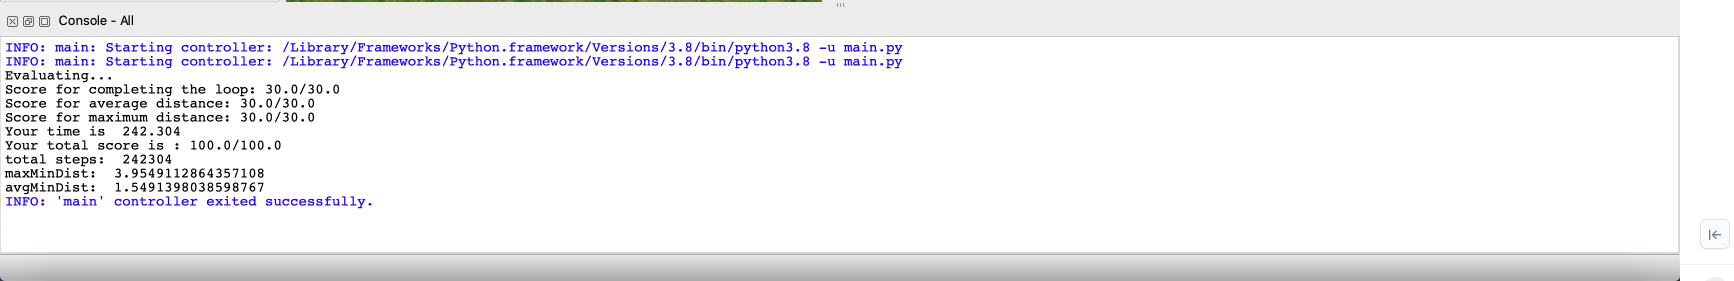 Console - All
INFO: main: Starting controller: /Library/Frameworks/Python.framework/Versions/3.8/bin/python3.8 -u main.py
INFO: main: Starting controller: /Library/Frameworks/Python.framework/Versions/3.8/bin/python3.8 -u main.py
Evaluating...
Score for completing the loop: 30.0/30.0
Score for average distance: 30.0/30.0
Score for maximum distance: 30.0/30.0
Your time is  242.304
Your total score is : 100.0/100.0
total steps:  242304
maxMinDist:  3.9549112864357108
avgMinDist:  1.5491398038598767
INFO: 'main' controller exited successfully.